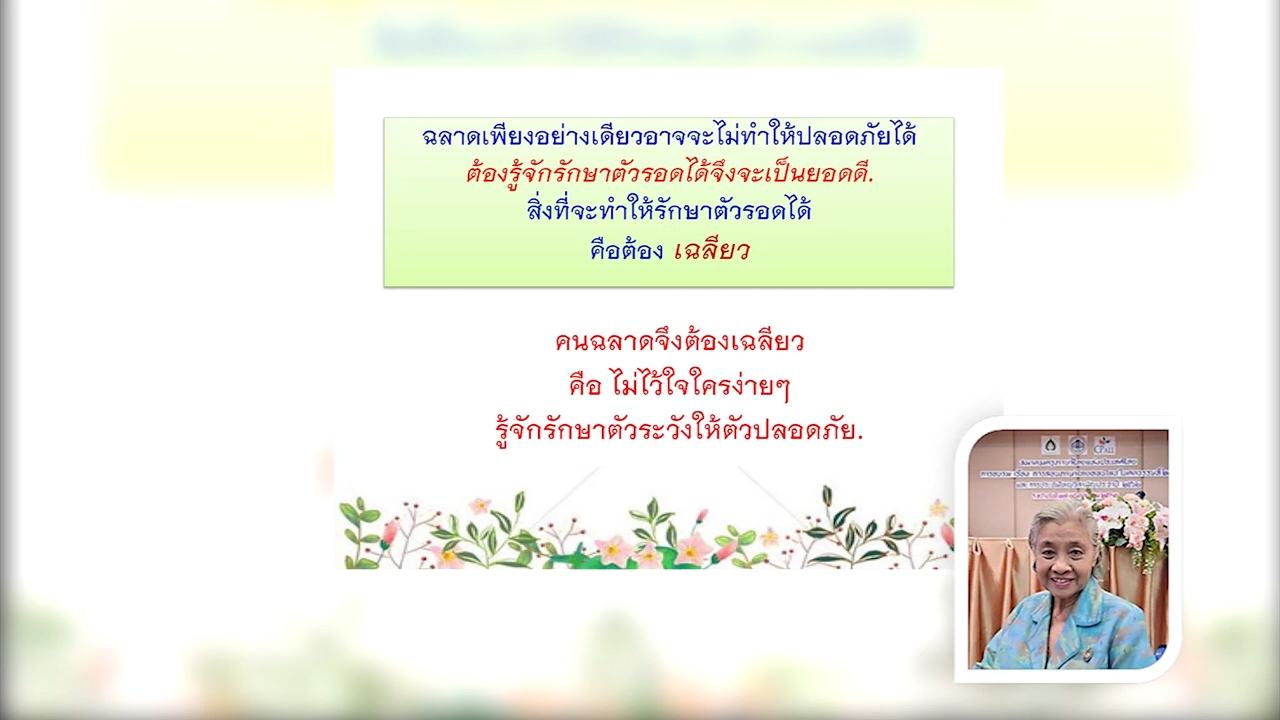 ฉลาดเพียงอย่างเดียวอาจจะไม่ทำให้ปลอดภัยได้
ต้องรู้จักรักษาตัวรอดได้จึงจะเป็นยอดดี.
สิ่งที่จะทำให้รักษาตัวรอดได้
คือต้อง เฉลียว
คนฉลาดจึงต้องเฉลียว
คือ ไม่ไว้ใจใครง่ายๆ
รู้จักรักษาตัวระวังให้ตัวปลอดภัย.
CPALL